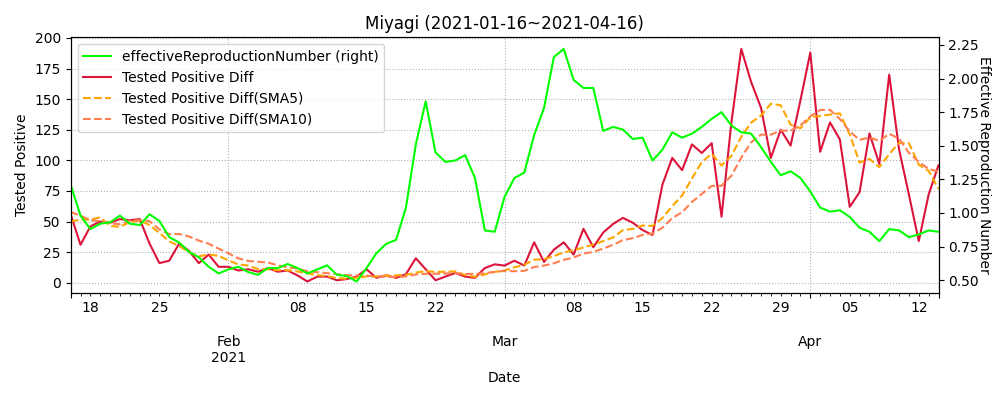 Miyagi (2021-01-16~2021-04-16)
effectiveReproductionNumber (right)
Tested Positive Diff
Tested Positive Diff(SMA5)
Tested Positive Diff(SMA10)
Tested Positive
200
175
150
125
100
75
50
25
0
2.25
2.00
1.75
1.50
1.25
1.00
0.75
0.50
Effective Reproduction Number
18 25 08 15 22 08 15 22 29 05 12
Feb Mar Apr
2021
Date